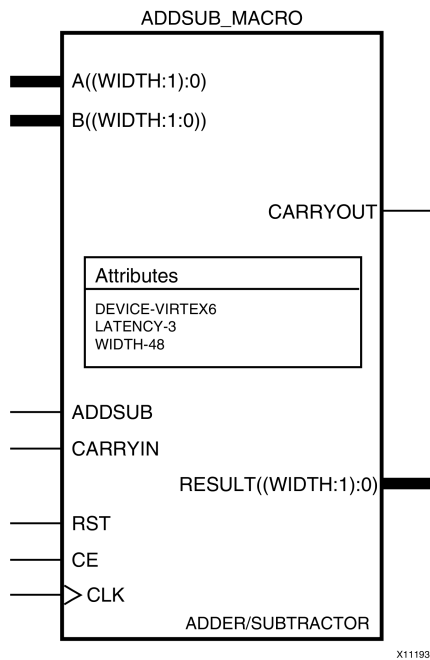 ADDSUB_MACRO
A((WIDTH:1):0)
B((WIDTH:1:0))
CARRYOUT
Attributes
DEVICE-VIRTEX6
LATENCY-3
WIDTH-48
ADDSUB
CARRYIN
RESULT((WIDTH:1):0)
RST
CE
CLK
ADDER/SUBTRACTOR
X11193